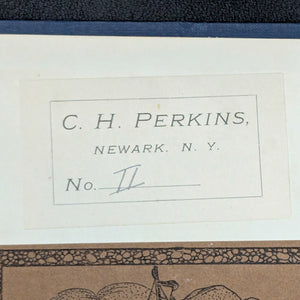 C. H. PERKINS,
NEWARK. N. Y.
No. II